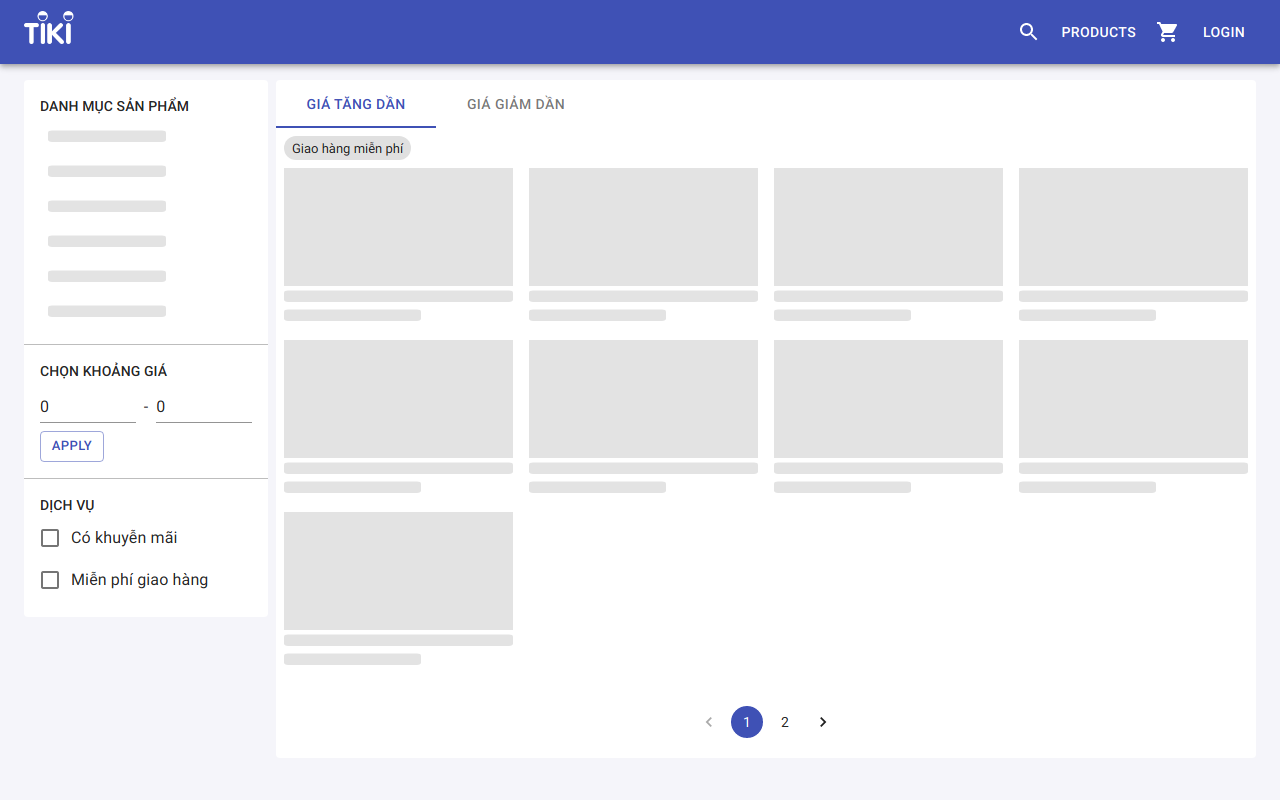 TIKI
PRODUCTS
LOGIN
DANH MỤC SẢN PHẨM
GIÁ TĂNG DẦN
GIÁ GIẢM DẦN
Giao hàng miễn phí
CHỌN KHOẢNG GIÁ
0 - 0
APPLY
DỊCH VỤ
Có khuyễn mãi
Miễn phí giao hàng
1
2